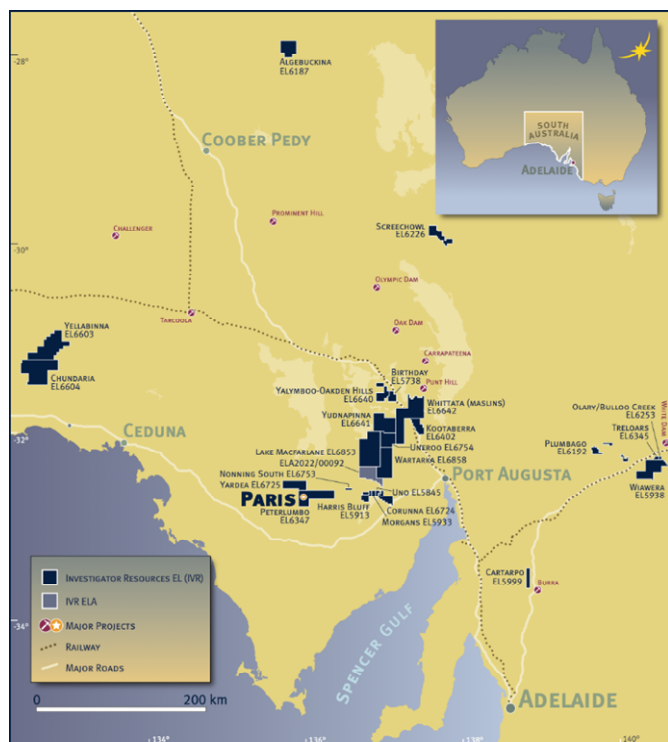 -28°
ALGEBUCKINA
EL6187
SOUTH
AUSTRALIA
ADELAIDE
COOBER PEDY
CHALLENGER
PROMINENT HILL
SCREECHOWL
EL6226
-30°
OLYMPIC DAM
TARCOOLA
OAK DAM
YELLABINNA
EL6603
CARRAPATEENA
BIRTHDAY
EL5738
PUNT HILL
CHUNDARIA
EL6604
YALYMBOO-OAKDEN HILLS
EL6640
WHITTATA (MASLINS)
EL6642
OLARY/BULLOO CREEK
EL6253
WHITE DAM
YUDNAPINNA
EL6641
KOOTABERRA
EL6402
TRELOARS
EL6345
-32°
CEDUNA
UNEROO EL6754
PLUMBAGO
EL6192
LAKE MACFARLANE EL6853
WARTARKA EL6858
ELA2022/00092
PORT AUGUSTA
NONNING SOUTH EL6753
YARDEA EL6725
UNO EL5845
WIAWERA
EL5938
PARIS
PETERLUMBO
EL6347
HARRIS BLUFF
EL5913
CORUNNA EL6724
MORGANS EL5933
INVESTIGATOR RESOURCES EL (IVR)
IVR ELA
MAJOR PROJECTS
RAILWAY
MAJOR ROADS
CARTARPO
EL5999
BURRA
-34°
SPENCER GULF
0 200 km
ADELAIDE
134°
136°
138°
140°